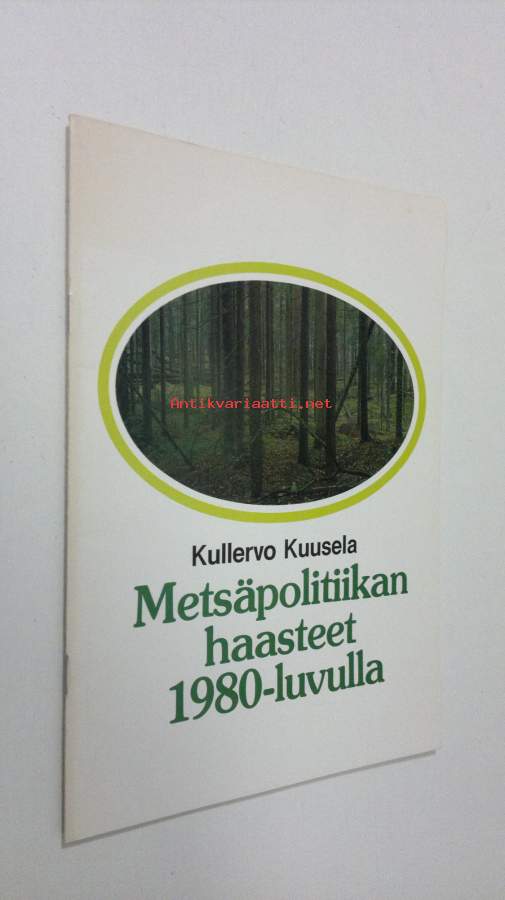 Antikvariaatti.net
Kullervo Kuusela
Metsäpolitiikan
haasteet
1980-luvulla